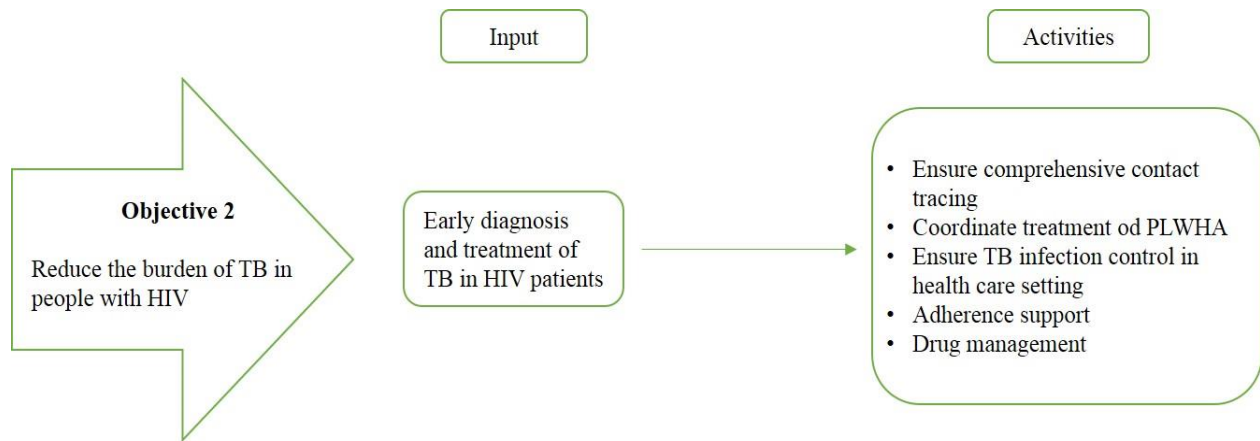 Input
Activities
Objective 2
Reduce the burden of TB in
people with HIV
Early diagnosis
and treatment of
TB in HIV patients
• Ensure comprehensive contact
tracing
• Coordinate treatment od PLWHA
• Ensure TB infection control in
health care setting
• Adherence support
• Drug management